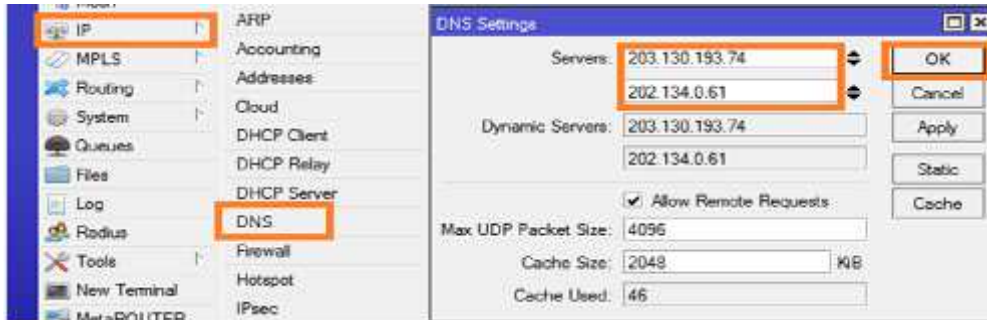 IP
MPLS
Routing
System
Queues
Files
Log
Radius
Tools
New Terminal
MetaROUTER
ARP
Accounting
Addresses
Cloud
DHCP Client
DHCP Relay
DHCP Server
DNS
Firewall
Hotspot
IPsec
DNS Settings
Servers: 203.130.193.74
202.134.0.61
Dynamic Servers: 203.130.193.74
202.134.0.61
Allow Remote Requests
Max UDP Packet Size: 4096
Cache Size: 2048 KiB
Cache Used: 46
OK
Cancel
Apply
Static
Cache